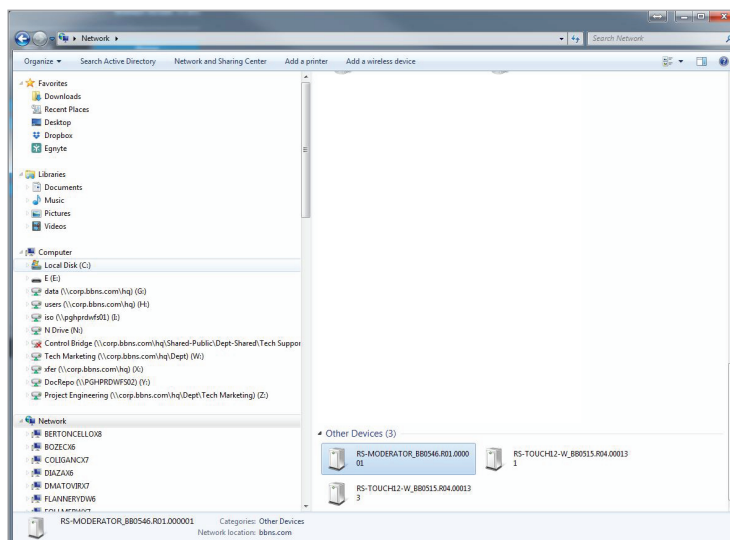 Network
Search Network
Organize
Search Active Directory
Network and Sharing Center
Add a printer
Add a wireless device
Favorites
Downloads
Recent Places
Desktop
Dropbox
Egnyte
Libraries
Documents
Music
Pictures
Videos
Computer
Local Disk (C:)
E (E:)
data (\\corp.bbns.com\hq) (G:)
users (\\corp.bbns.com\hq) (H:)
iso (\\pghprdwfs01) (I:)
N Drive (N:)
Control Bridge (\\corp.bbns.com\hq\Shared-Public\Dept-Shared\Tech Suppor
Tech Marketing (\\corp.bbns.com\hq\Dept) (W:)
xfer (\\corp.bbns.com\hq) (X:)
DocRepo (\\PGHPRDWFS02) (Y:)
Project Engineering (\\corp.bbns.com\hq\Dept\Tech Marketing) (Z:)
Network
BERTONCELLOX8
BOZECX6
COLIGANCX7
DIAZAX6
DMATOVIRX7
FLANNERYDW6
Other Devices (3)
RS-MODERATOR_BB0546.R01.000
01
RS-TOUCH12-W_BB0515.R04.00013
1
RS-TOUCH12-W_BB0515.R04.00013
3
RS-MODERATOR_BB0546.R01.000001
Categories: Other Devices
Network location: bbns.com